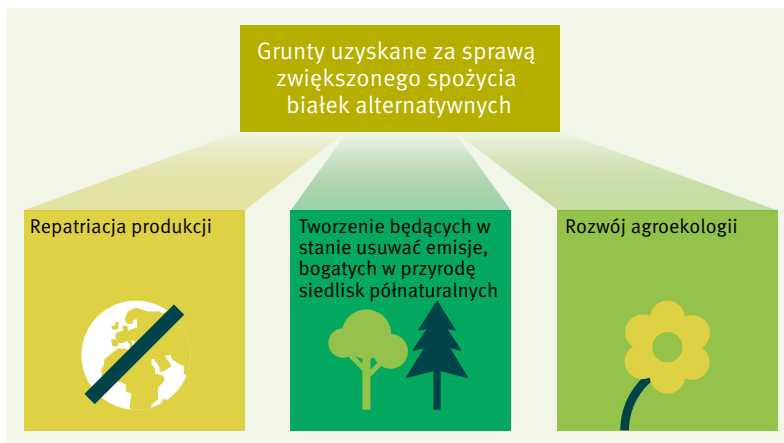 Grunty uzyskane za sprawą
zwiększonego spożycia
białek alternatywnych
Repatriacja produkcji
Tworzenie będących w
stanie usuwać emisje,
bogatych w przyrodę
siedlisk półnaturalnych
Rozwój agroekologii